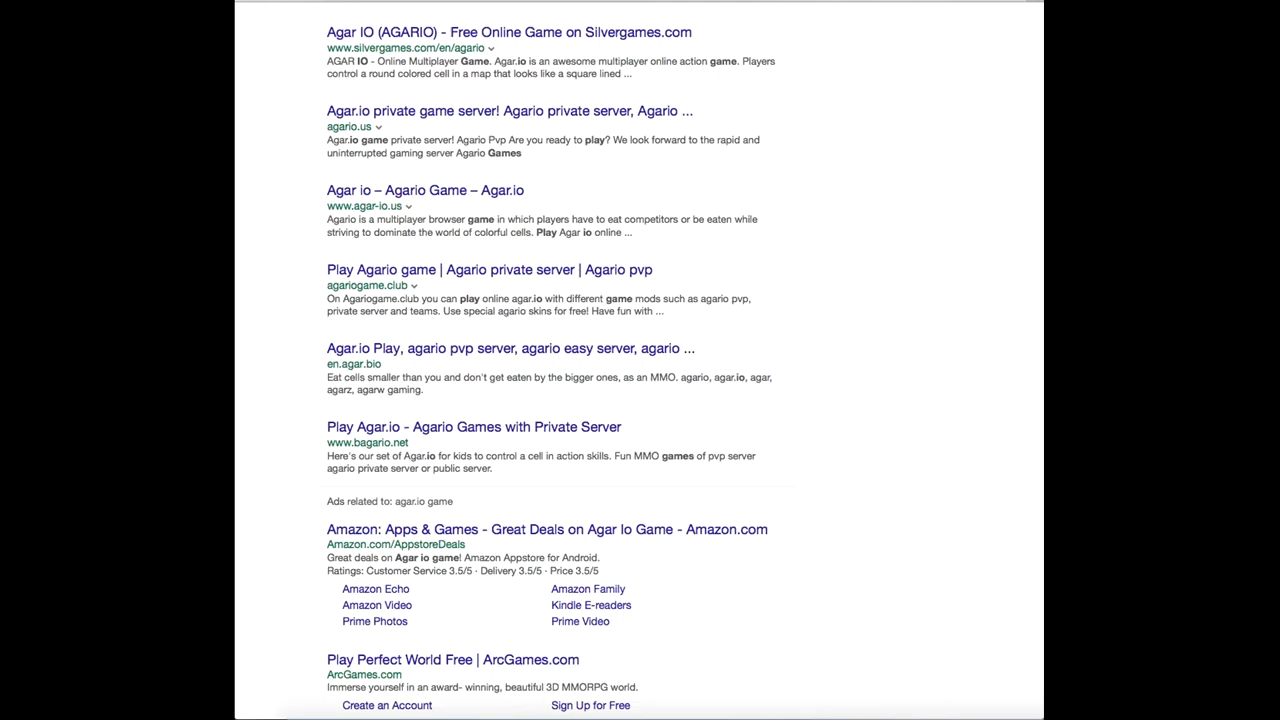 Agar IO (AGARIO) - Free Online Game on Silvergames.com
www.silvergames.com/en/agario
AGAR IO - Online Multiplayer Game. Agar.io is an awesome multiplayer online action game. Players
control a round colored cell in a map that looks like a square lined ...
Agar.io private game server! Agario private server, Agario ...
agario.us
Agar.io game private server! Agario Pvp Are you ready to play? We look forward to the rapid and
uninterrupted gaming server Agario Games
Agar io – Agario Game – Agar.io
www.agar-io.us
Agario is a multiplayer browser game in which players have to eat competitors or be eaten while
striving to dominate the world of colorful cells. Play Agar io online ...
Play Agario game | Agario private server | Agario pvp
agariogame.club
On Agariogame.club you can play online agar.io with different game mods such as agario pvp,
private server and teams. Use special agario skins for free! Have fun with ...
Agar.io Play, agario pvp server, agario easy server, agario ...
en.agar.bio
Eat cells smaller than you and don't get eaten by the bigger ones, as an MMO. agario, agar.io, agar,
agarz, agarw gaming.
Play Agar.io - Agario Games with Private Server
www.bagario.net
Here's our set of Agar.io for kids to control a cell in action skills. Fun MMO games of pvp server
agario private server or public server.
Ads related to: agar.io game
Amazon: Apps & Games - Great Deals on Agar Io Game - Amazon.com
Amazon.com/AppstoreDeals
Great deals on Agar io game! Amazon Appstore for Android.
Ratings: Customer Service 3.5/5 · Delivery 3.5/5 · Price 3.5/5
Amazon Echo Amazon Family
Amazon Video Kindle E-readers
Prime Photos Prime Video
Play Perfect World Free | ArcGames.com
ArcGames.com
Immerse yourself in an award- winning, beautiful 3D MMORPG world.
Create an Account Sign Up for Free